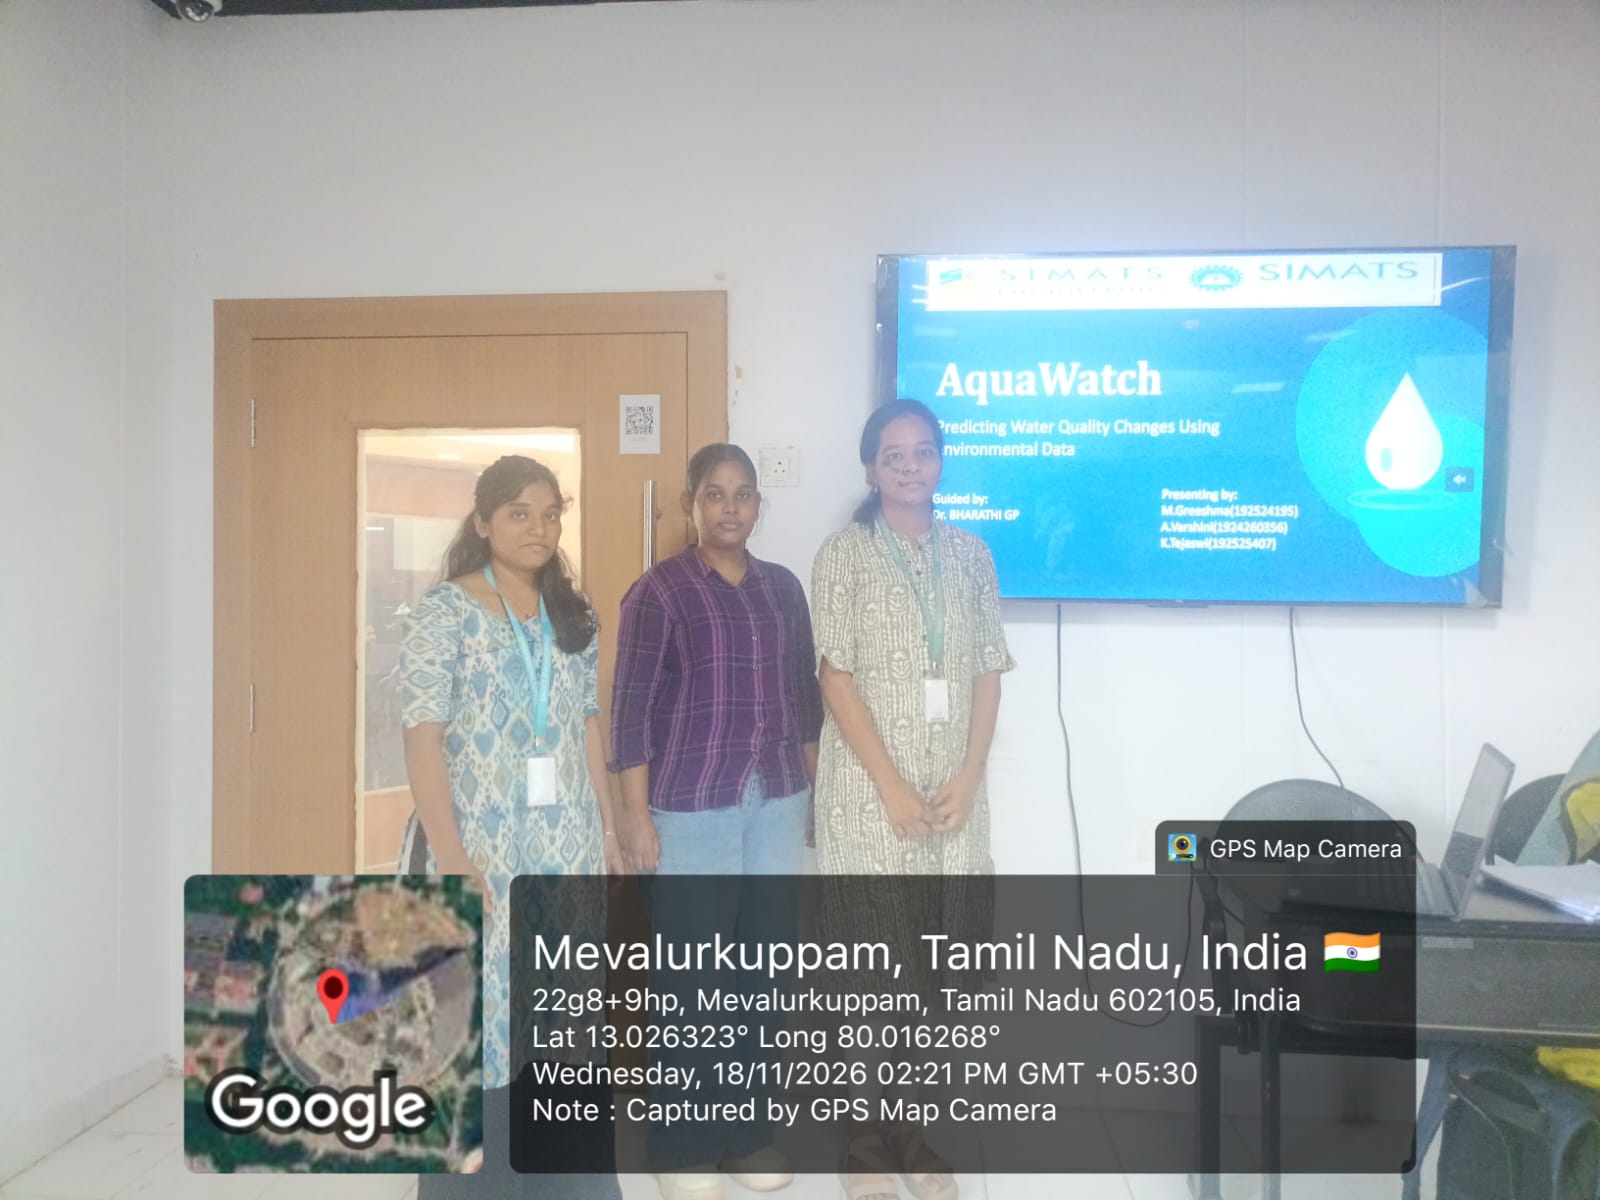 SIMATS
ENGINEERING
SIMATS
AquaWatch
Predicting Water Quality Changes Using
Environmental Data
Guided by:
Dr. BHARATHI GP
Presenting by:
M.Greeshma(192524195)
A.Varshini(1924260356)
K.Tejaswi(192525407)
GPS Map Camera
Mevalurkuppam, Tamil Nadu, India
22g8+9hp, Mevalurkuppam, Tamil Nadu 602105, India
Lat 13.026323° Long 80.016268°
Wednesday, 18/11/2026 02:21 PM GMT +05:30
Note : Captured by GPS Map Camera
Google